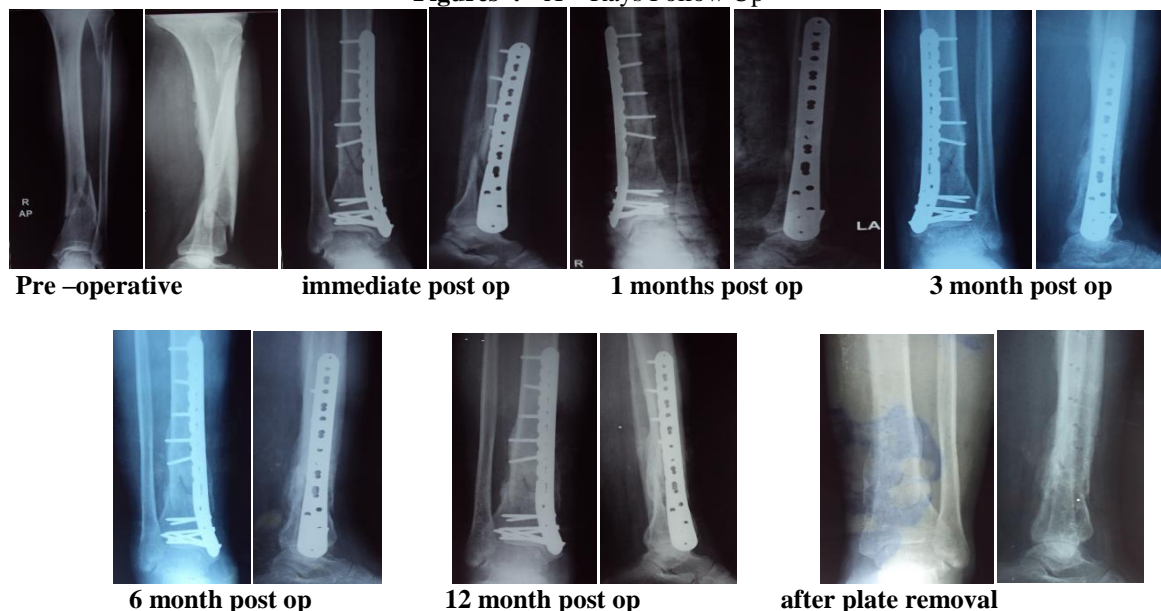 R
AP
R
LA
Pre –operative immediate post op 1 months post op 3 month post op
6 month post op 12 month post op after plate removal